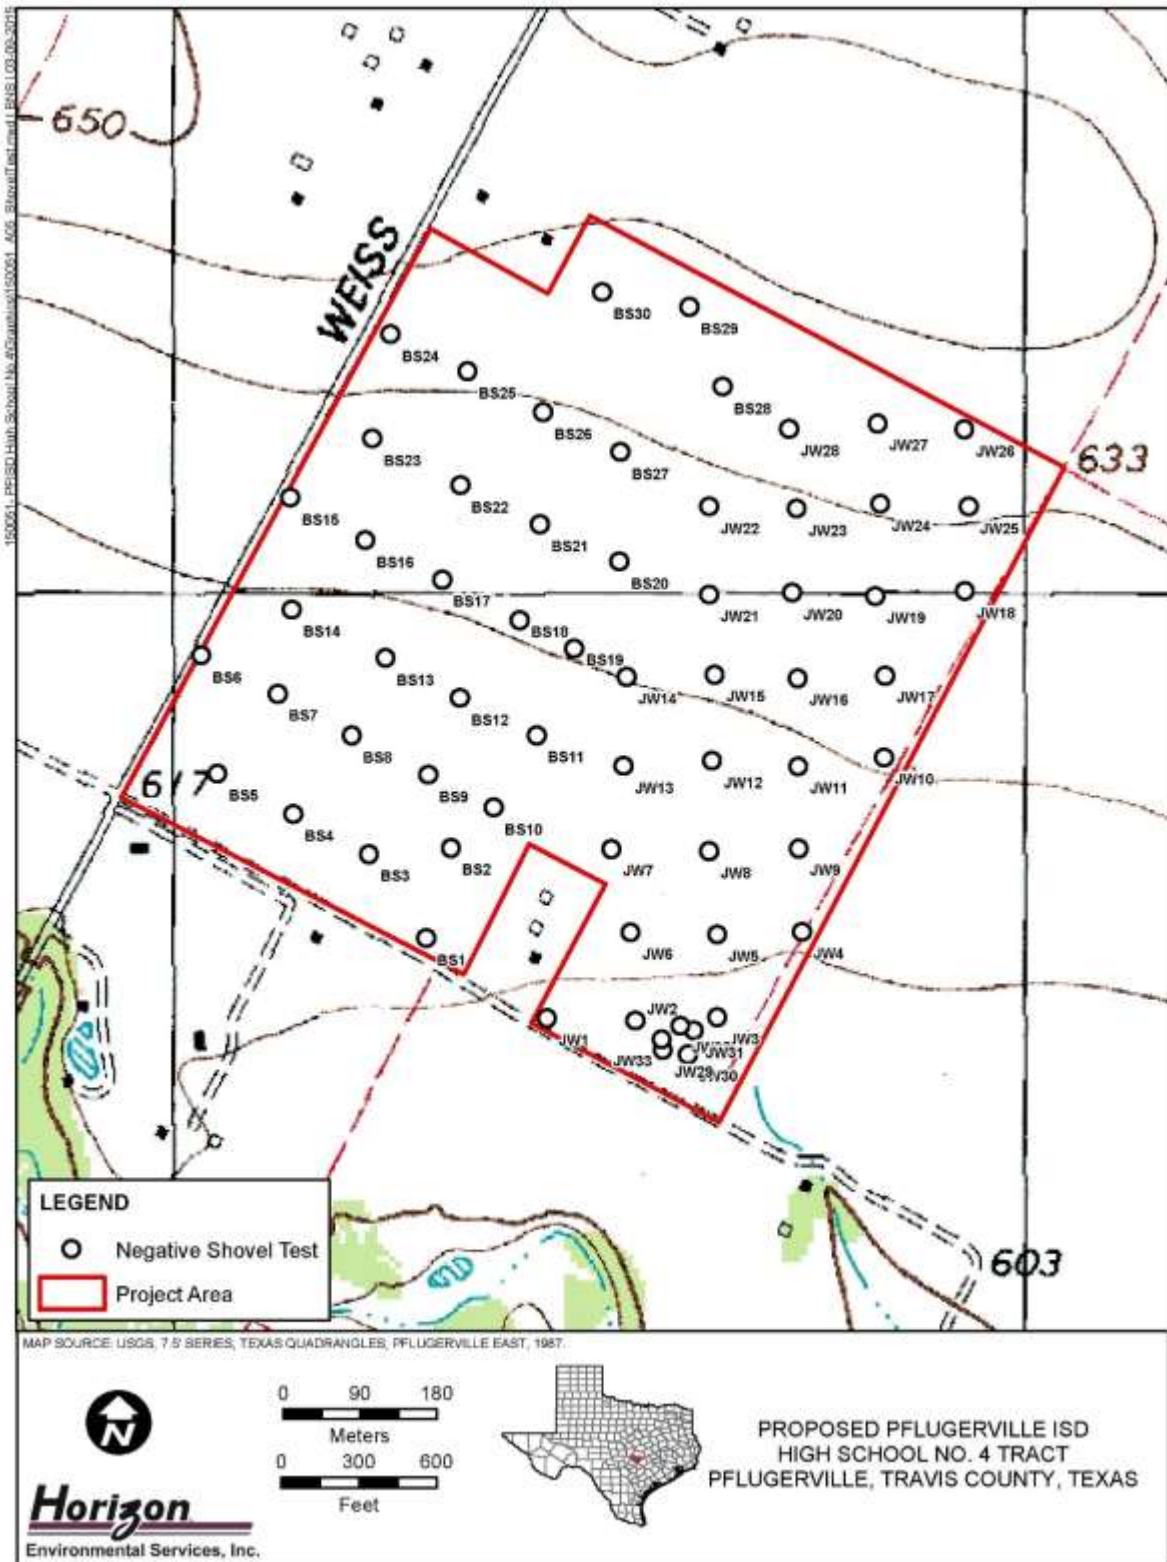 650
WEISS
BS30
BS29
BS24
BS25
BS28
BS26
JW28
JW27
JW26
633
BS23
BS27
BS22
JW22
JW23
JW24
JW25
BS15
BS21
BS16
BS20
BS17
JW21
JW20
JW19
JW18
BS14
BS18
BS6
BS13
BS19
BS7
JW14
JW15
JW16
JW17
BS12
BS8
BS11
617
BS5
BS9
JW13
JW12
JW11
JW10
BS4
BS10
BS3
BS2
JW7
JW8
JW9
BS1
JW6
JW5
JW4
JW2
JW1
JW3
JW33
JW31
JW29
JW30
603
LEGEND
Negative Shovel Test
Project Area
MAP SOURCE: USGS, 7.5' SERIES, TEXAS QUADRANGLES, PFLUGERVILLE EAST, 1987.
N
0 90 180
Meters
0 300 600
Feet
Horizon
Environmental Services, Inc.
PROPOSED PFLUGERVILLE ISD
HIGH SCHOOL NO. 4 TRACT
PFLUGERVILLE, TRAVIS COUNTY, TEXAS